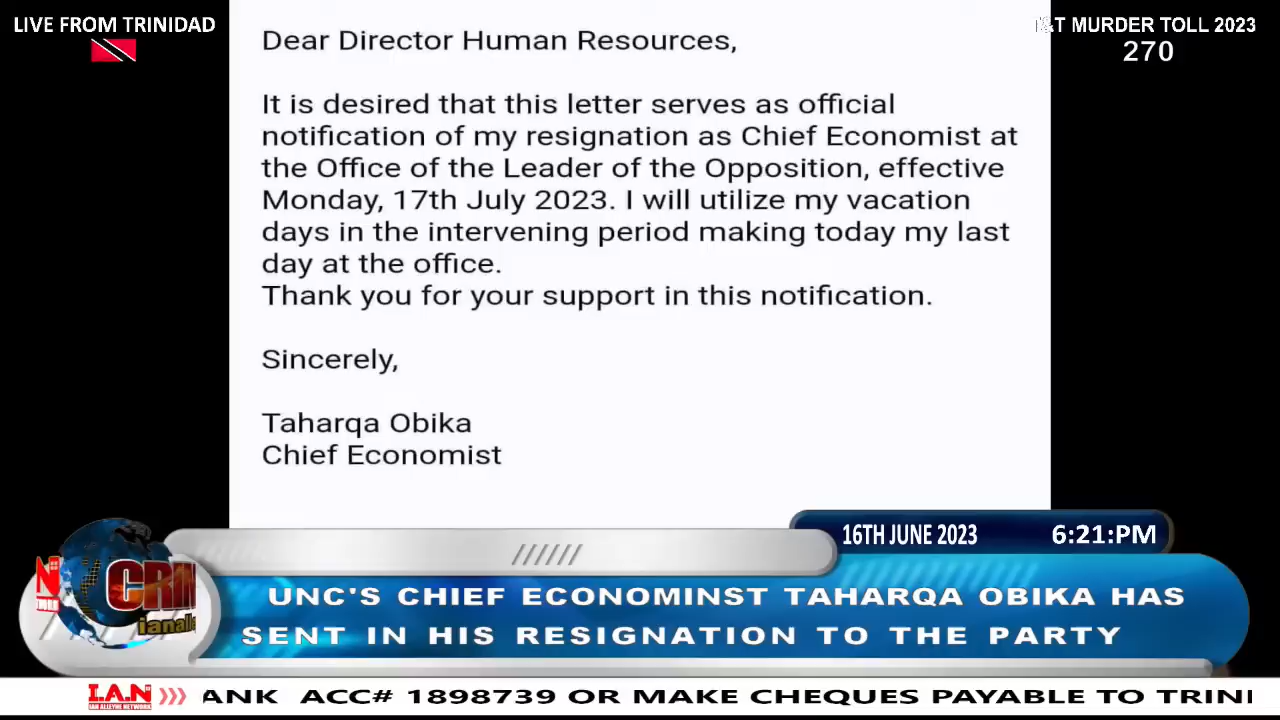 LIVE FROM TRINIDAD
T&T MURDER TOLL 2023
270
Dear Director Human Resources,
It is desired that this letter serves as official
notification of my resignation as Chief Economist at
the Office of the Leader of the Opposition, effective
Monday, 17th July 2023. I will utilize my vacation
days in the intervening period making today my last
day at the office.
Thank you for your support in this notification.
Sincerely,
Taharqa Obika
Chief Economist
16TH JUNE 2023 6:21:PM
UNC'S CHIEF ECONOMINST TAHARQA OBIKA HAS
SENT IN HIS RESIGNATION TO THE PARTY
I.A.N
IAN ALLEYNE NETWORK
ANK ACC# 1898739 OR MAKE CHEQUES PAYABLE TO TRINI